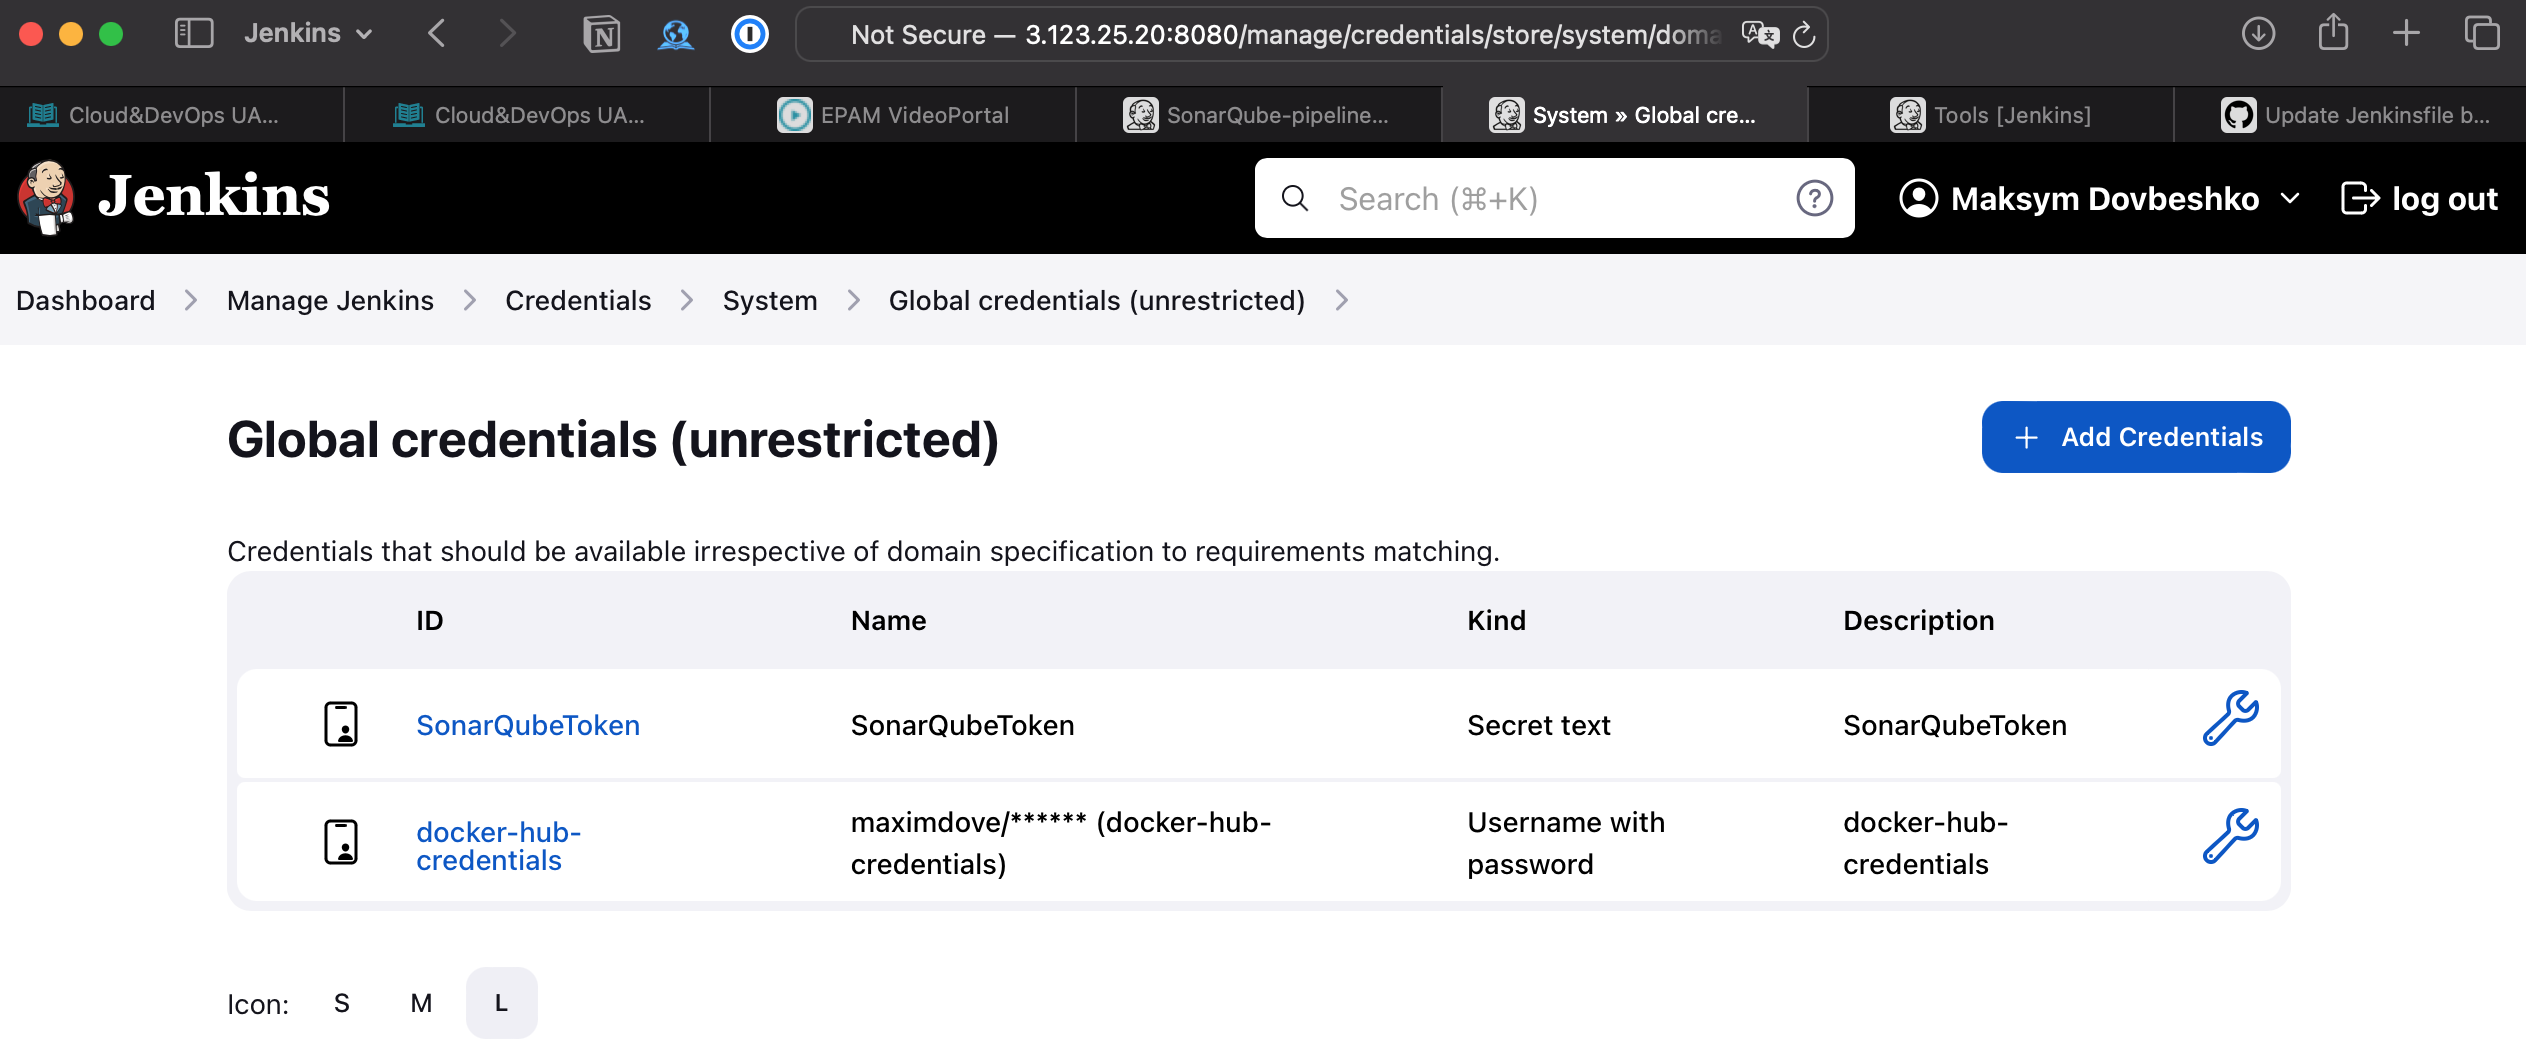 Jenkins
Not Secure — 3.123.25.20:8080/manage/credentials/store/system/doma
Cloud&DevOps UA...
Cloud&DevOps UA...
EPAM VideoPortal
SonarQube-pipeline...
System » Global cre...
Tools [Jenkins]
Update Jenkinsfile b...
Jenkins
Search (⌘+K)
Maksym Dovbeshko
log out
Dashboard
Manage Jenkins
Credentials
System
Global credentials (unrestricted)
Global credentials (unrestricted)
+ Add Credentials
Credentials that should be available irrespective of domain specification to requirements matching.
ID Name Kind Description
SonarQubeToken SonarQubeToken Secret text SonarQubeToken
docker-hub-
credentials
maximdove/****** (docker-hub-
credentials)
Username with
password
docker-hub-
credentials
Icon: S M L